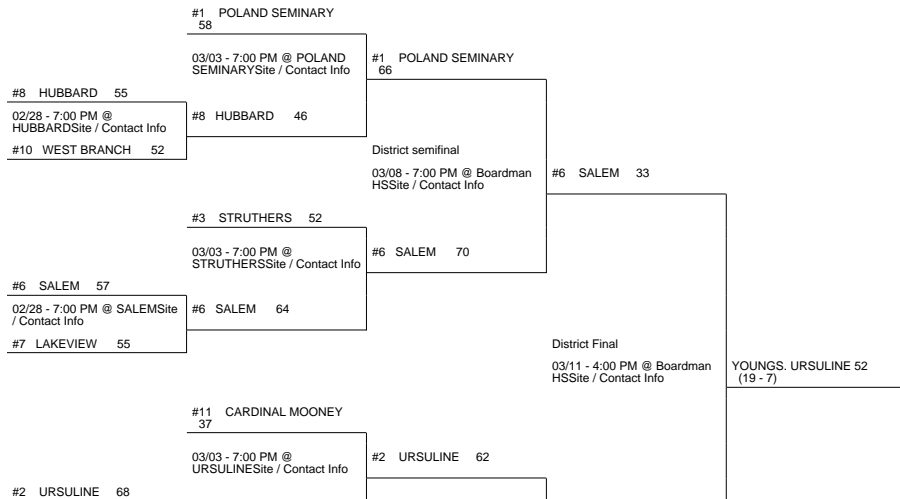 #1 POLAND SEMINARY
58
03/03 - 7:00 PM @ POLAND
SEMINARYSite / Contact Info
#1 POLAND SEMINARY
66
#8 HUBBARD 55
02/28 - 7:00 PM @
HUBBARDSite / Contact Info
#8 HUBBARD 46
#10 WEST BRANCH 52
District semifinal
03/08 - 7:00 PM @ Boardman
HSSite / Contact Info
#6 SALEM 33
#3 STRUTHERS 52
03/03 - 7:00 PM @
STRUTHERSSite / Contact Info
#6 SALEM 70
#6 SALEM 57
02/28 - 7:00 PM @ SALEMSite
/ Contact Info
#6 SALEM 64
#7 LAKEVIEW 55
District Final
03/11 - 4:00 PM @ Boardman
HSSite / Contact Info
YOUNGS. URSULINE 52
(19 - 7)
#11 CARDINAL MOONEY
37
03/03 - 7:00 PM @
URSULINESite / Contact Info
#2 URSULINE 62
#2 URSULINE 68